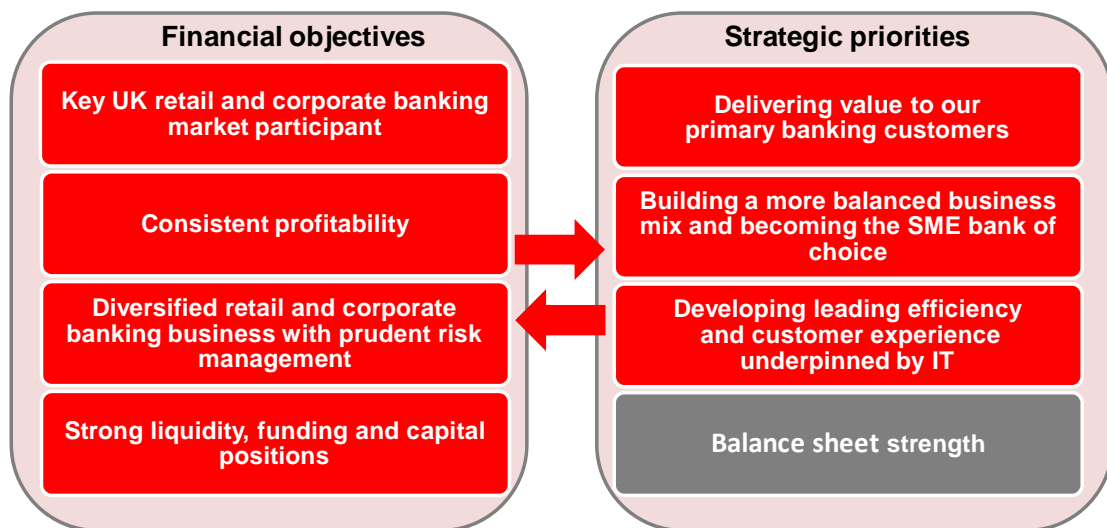 Financial objectives
Key UK retail and corporate banking
market participant
Consistent profitability
Diversified retail and corporate
banking business with prudent risk
management
Strong liquidity, funding and capital
positions
Strategic priorities
Delivering value to our
primary banking customers
Building a more balanced business
mix and becoming the SME bank of
choice
Developing leading efficiency
and customer experience
underpinned by IT
Balance sheet strength